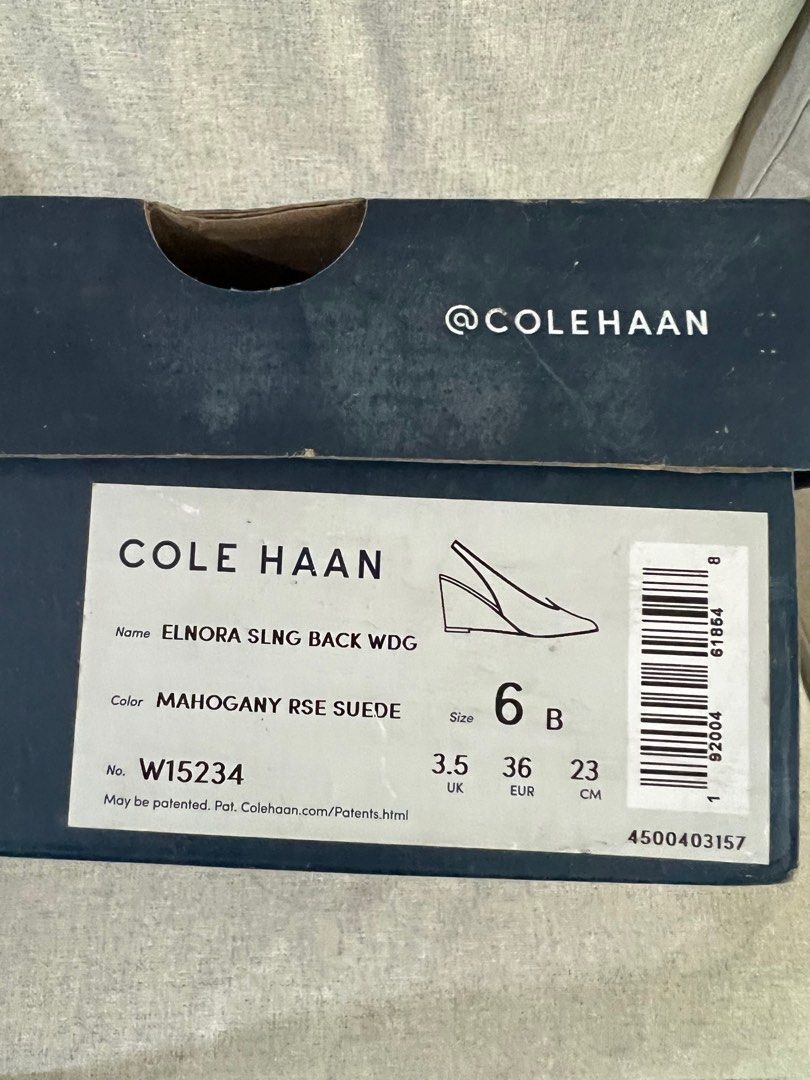 @COLEHAAN
COLE HAAN
Name ELNORA SLNG BACK WDG
Color MAHOGANY RSE SUEDE
Size 6 B
No. W15234
3.5 36 23
UK EUR CM
May be patented. Pat. Colehaan.com/Patents.html
1 92004 61854 8
4500403157